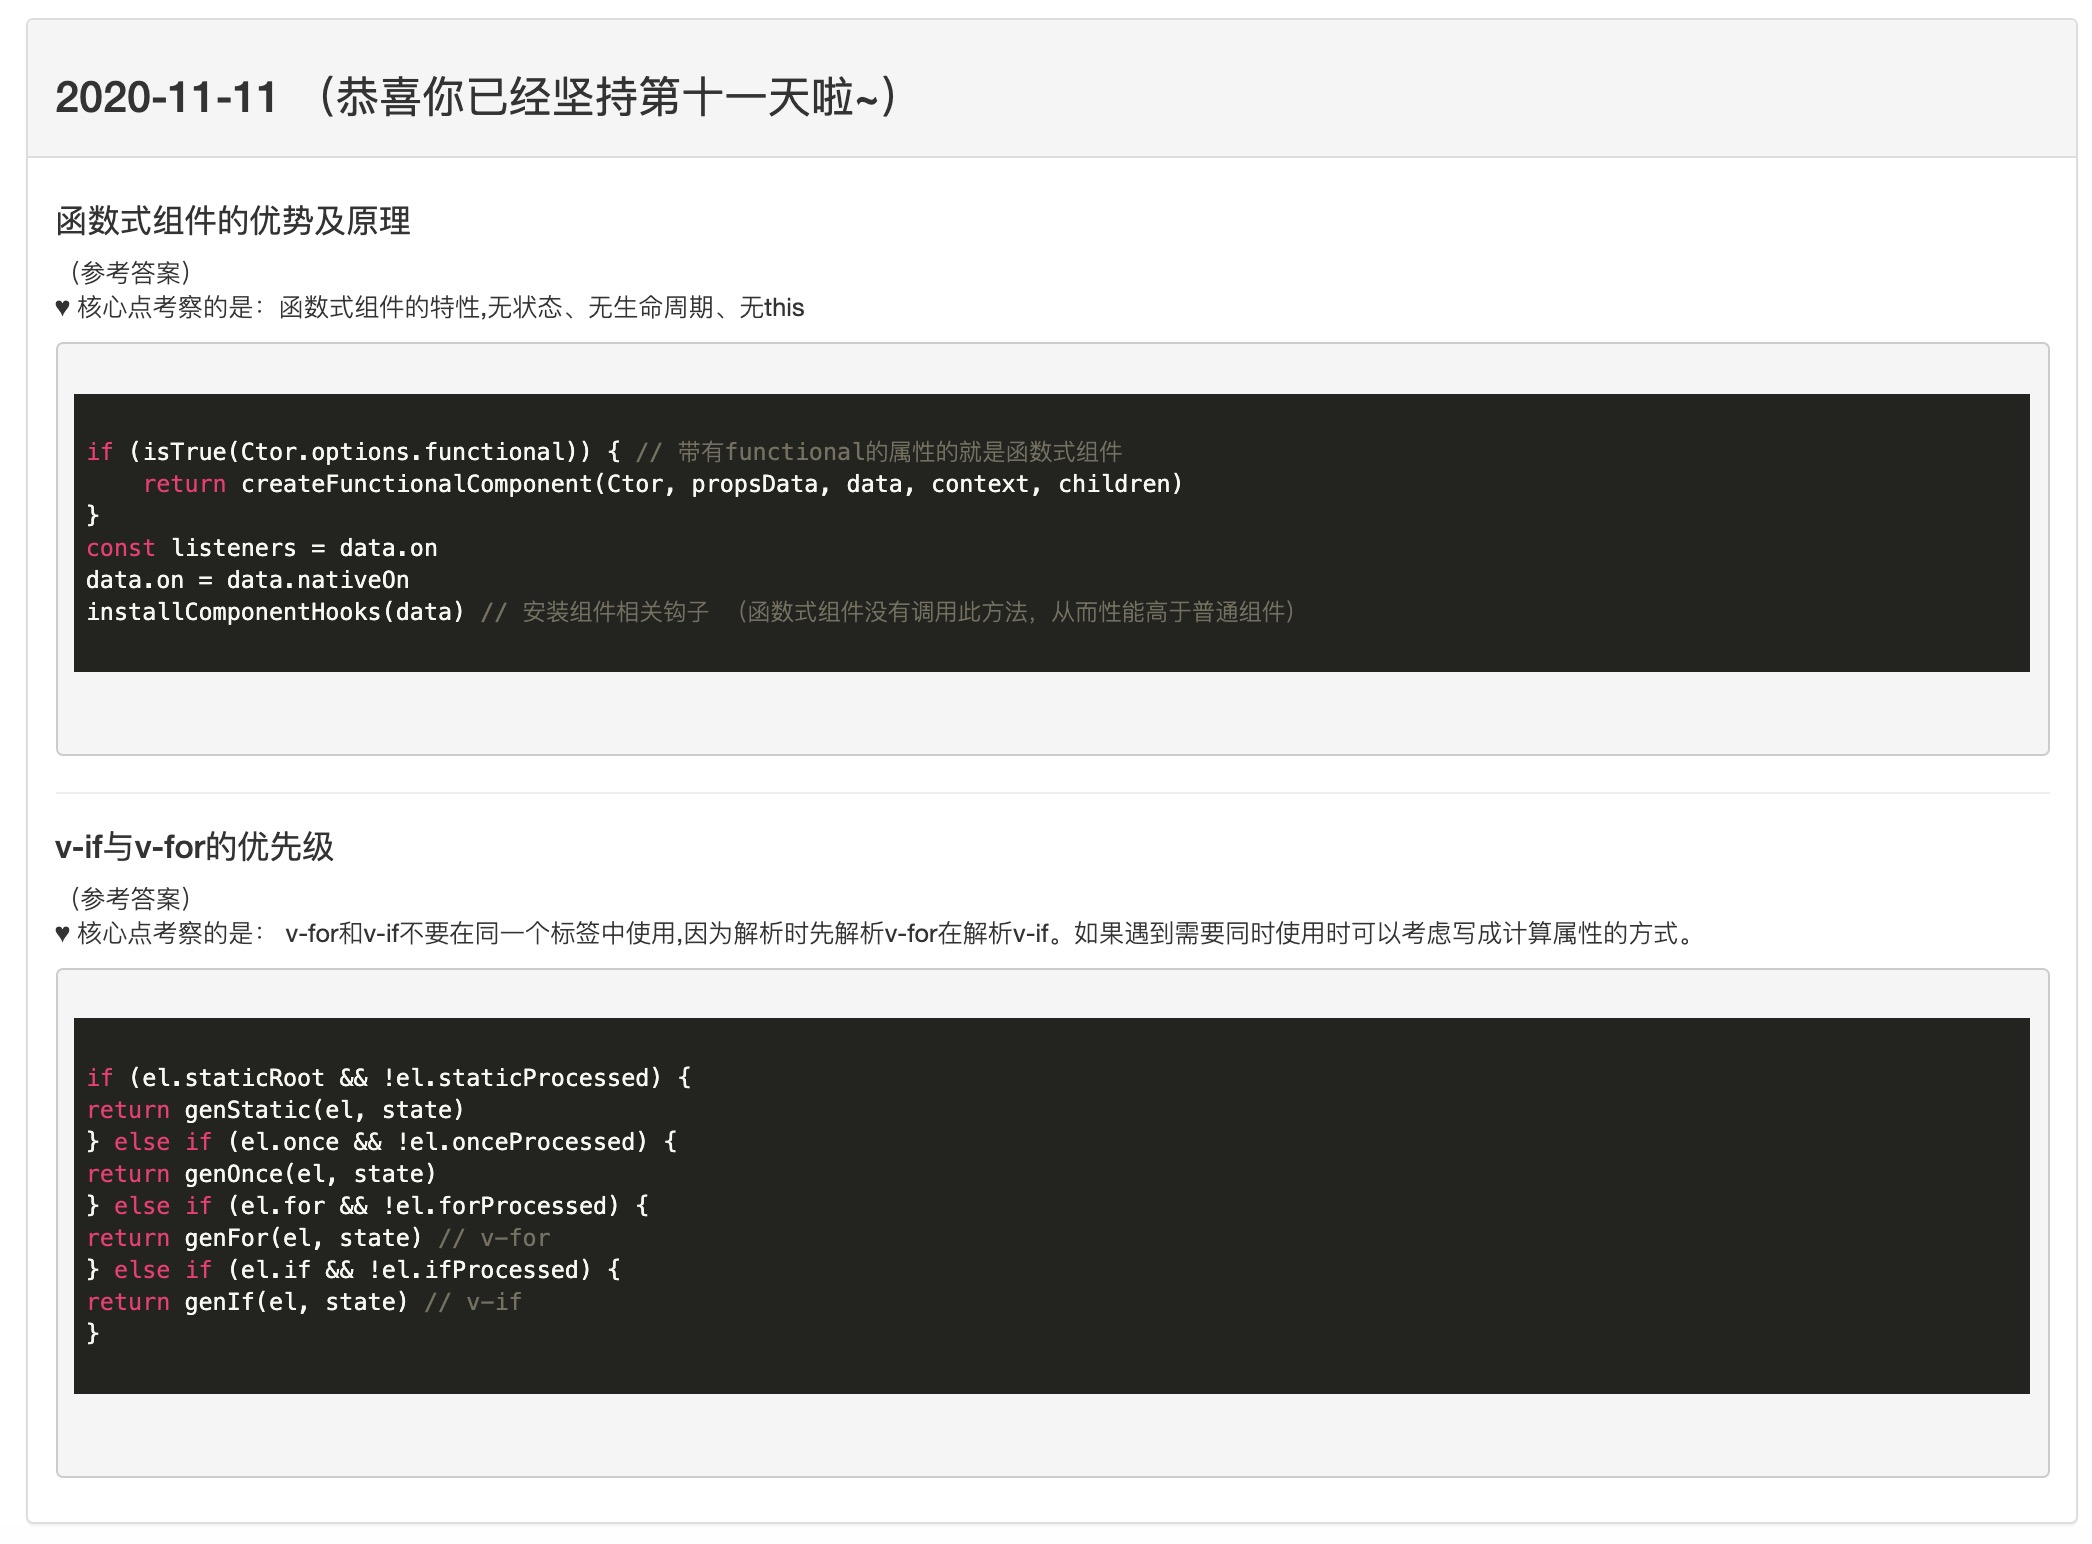 2020-11-11 （恭喜你已经坚持第十一天啦~）
函数式组件的优势及原理
（参考答案）
♥ 核心点考察的是：函数式组件的特性,无状态、无生命周期、无this
if (isTrue(Ctor.options.functional)) { // 带有functional的属性的就是函数式组件
    return createFunctionalComponent(Ctor, propsData, data, context, children)
}
const listeners = data.on
data.on = data.nativeOn
installComponentHooks(data) // 安装组件相关钩子 （函数式组件没有调用此方法，从而性能高于普通组件）
v-if与v-for的优先级
（参考答案）
♥ 核心点考察的是： v-for和v-if不要在同一个标签中使用,因为解析时先解析v-for在解析v-if。如果遇到需要同时使用时可以考虑写成计算属性的方式。
if (el.staticRoot && !el.staticProcessed) {
return genStatic(el, state)
} else if (el.once && !el.onceProcessed) {
return genOnce(el, state)
} else if (el.for && !el.forProcessed) {
return genFor(el, state) // v-for
} else if (el.if && !el.ifProcessed) {
return genIf(el, state) // v-if
}